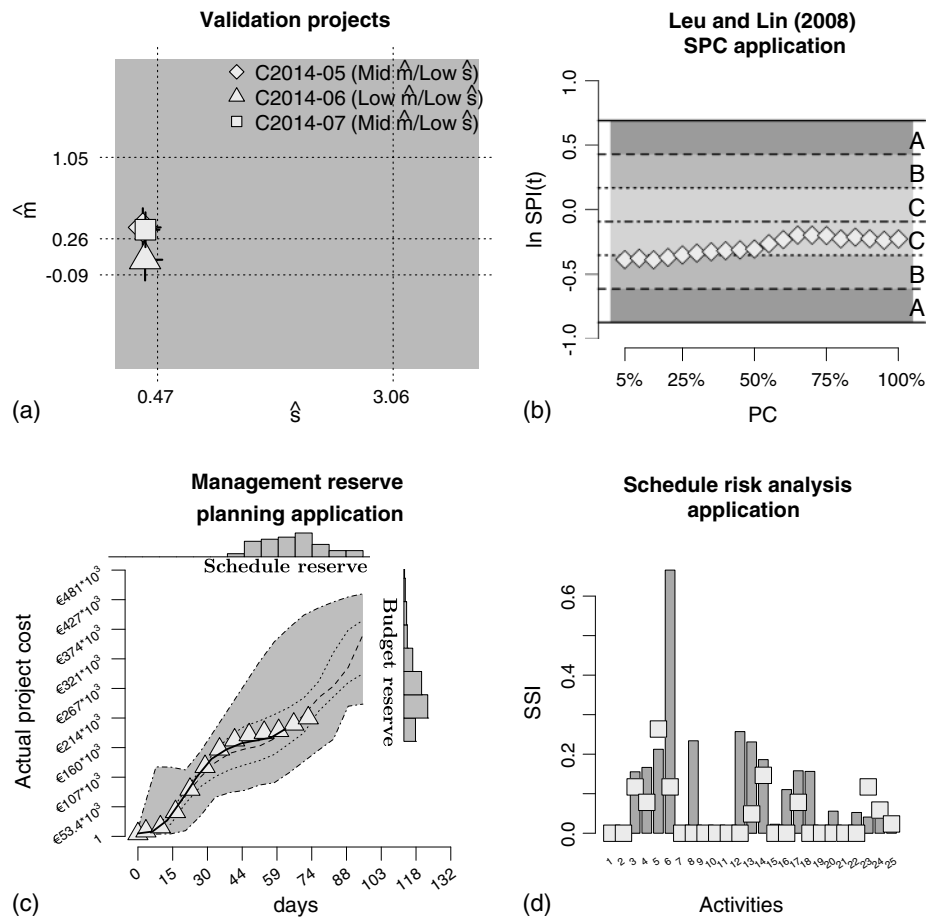 Validation projects
C2014-05 (Mid m̂/Low ŝ)
C2014-06 (Low m̂/Low ŝ)
C2014-07 (Mid m̂/Low ŝ)
m̂
1.05
0.26
-0.09
0.47
3.06
ŝ
(a)
Leu and Lin (2008)
SPC application
ln SPI(t)
1.0
0.5
0.0
-0.5
-1.0
A
B
C
C
B
A
5%
25%
50%
75%
100%
PC
(b)
Management reserve
planning application
Schedule reserve
Budget reserve
Actual project cost
€481*10³
€427*10³
€374*10³
€321*10³
€267*10³
€214*10³
€160*10³
€107*10³
€53.4*10³
1
0
15
30
44
59
74
88
103
118
132
days
(c)
Schedule risk analysis
application
SSI
0.6
0.4
0.2
0.0
1
2
3
4
5
6
7
8
9
10
11
12
13
14
15
16
17
18
19
20
21
22
23
24
25
Activities
(d)